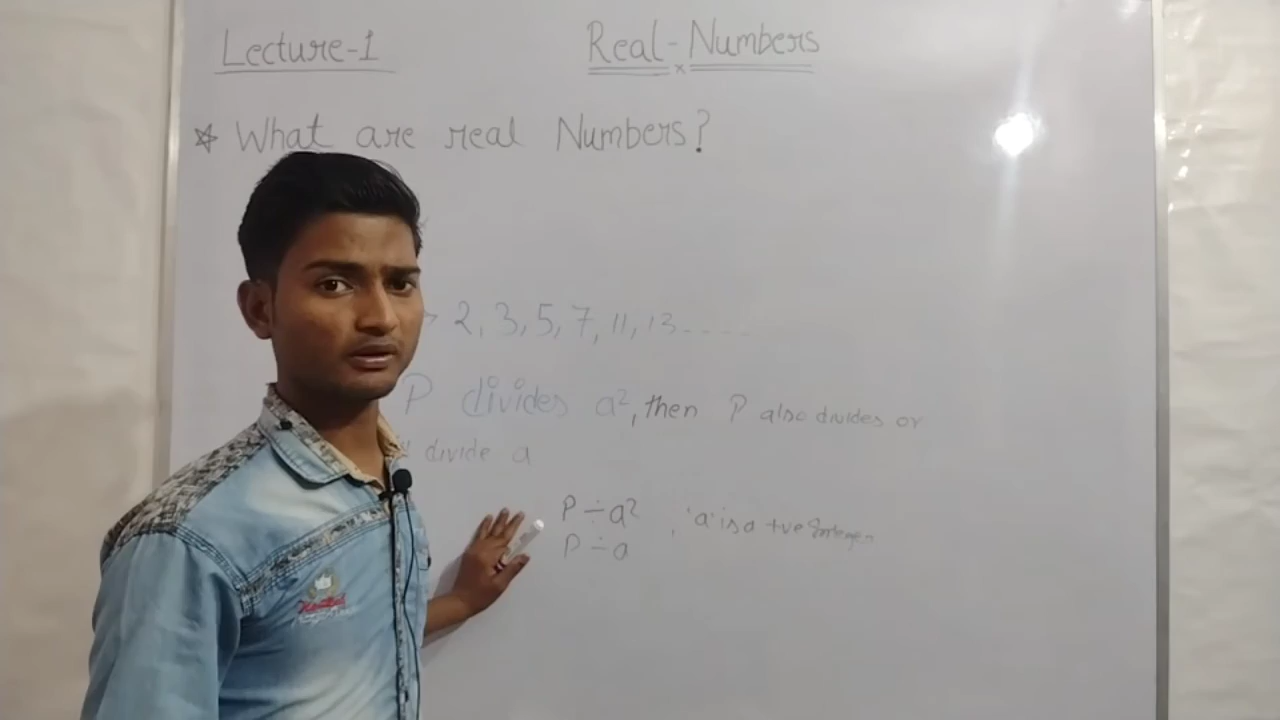 Lecture-1
Real-Numbers
What are real Numbers?
2, 3, 5, 7, 11, 13-----
P divides a², then P also divides or
divide a
P ÷ a²
P ÷ a
, 'a' is a +ve Integer